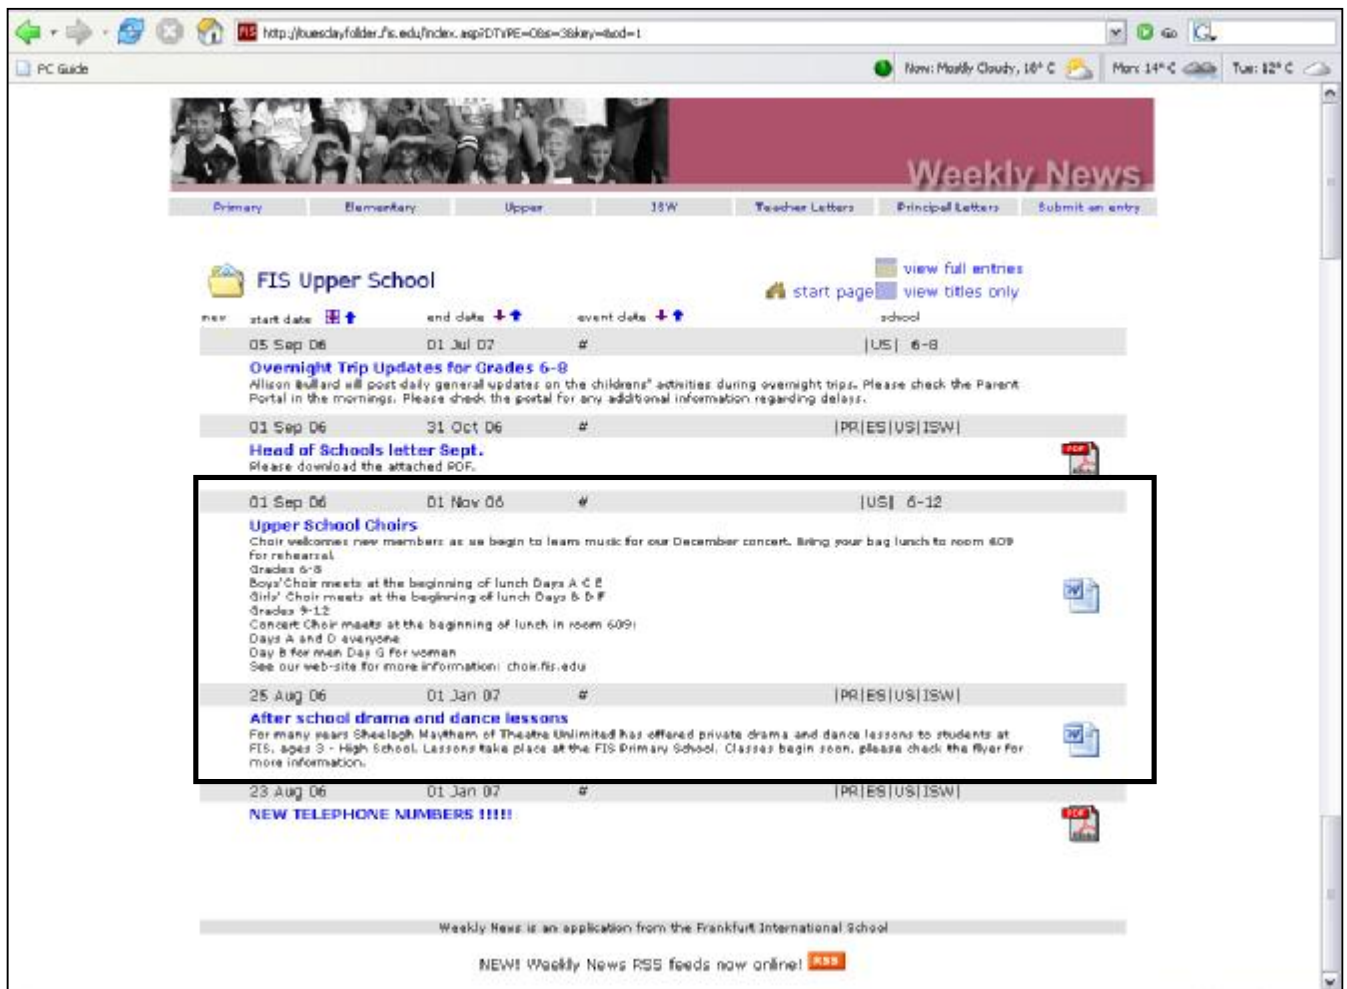 http://tuesdayfolder.fis.edu/index.asp?DTYPE=0&s=3&key=&od=1
Go
PC Guide
Now: Mostly Cloudy, 18° C
Mon: 14° C
Tue: 12° C
Weekly News
Primary Elementary Upper ISW Teacher Letters Principal Letters Submit an entry
FIS Upper School
view full entries
start page view titles only
new start date end date event date school
05 Sep 06 01 Jul 07 # |US| 6-8
Overnight Trip Updates for Grades 6-8
Allison Bullard will post daily general updates on the childrens' activities during overnight trips. Please check the Parent
Portal in the mornings. Please check the portal for any additional information regarding delays.
01 Sep 06 31 Oct 06 # |PR|ES|US|ISW|
Head of Schools letter Sept.
Please download the attached PDF.
01 Sep 06 01 Nov 06 # |US| 6-12
Upper School Choirs
Choir welcomes new members as we begin to learn music for our December concert. Bring your bag lunch to room 609
for rehearsal.
Grades 6-8
Boys'Choir meets at the beginning of lunch Days A C E
Girls' Choir meets at the beginning of lunch Days B D F
Grades 9-12
Concert Choir meets at the beginning of lunch in room 609:
Days A and D everyone
Day B for men Day G for women
See our web-site for more information: choir.fis.edu
25 Aug 06 01 Jan 07 # |PR|ES|US|ISW|
After school drama and dance lessons
For many years Sheelagh Maythem of Theatre Unlimited has offered private drama and dance lessons to students at
FIS, ages 3 - High School. Lessons take place at the FIS Primary School. Classes begin soon, please check the flyer for
more information.
23 Aug 06 01 Jan 07 # |PR|ES|US|ISW|
NEW TELEPHONE NUMBERS !!!!!
Weekly News is an application from the Frankfurt International School
NEW! Weekly News RSS feeds now online! RSS